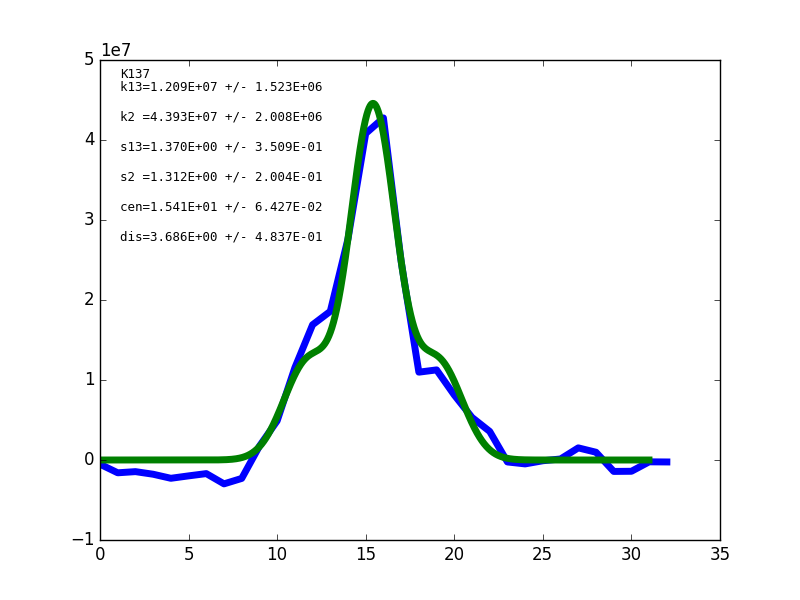 1e7
K137
k13=1.209E+07 +/- 1.523E+06
k2 =4.393E+07 +/- 2.008E+06
s13=1.370E+00 +/- 3.509E-01
s2 =1.312E+00 +/- 2.004E-01
cen=1.541E+01 +/- 6.427E-02
dis=3.686E+00 +/- 4.837E-01
5
4
3
2
1
0
−1
0 5 10 15 20 25 30 35